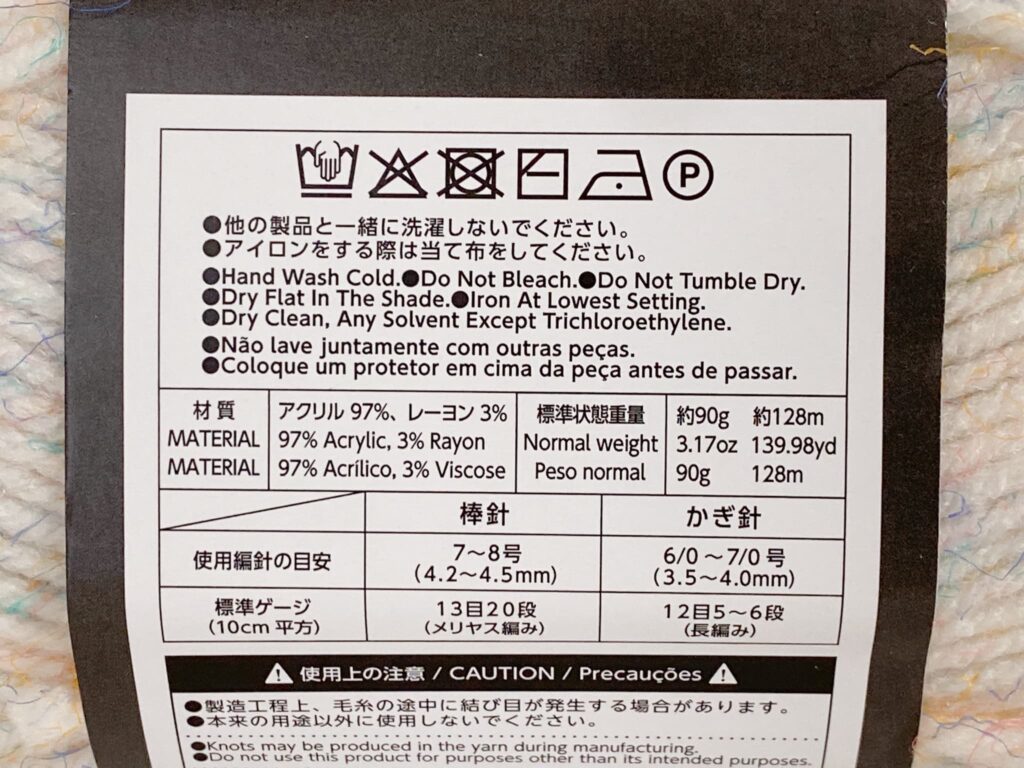 P
●他の製品と一緒に洗濯しないでください。
●アイロンをする際は当て布をしてください。
●Hand Wash Cold.●Do Not Bleach.●Do Not Tumble Dry.
●Dry Flat In The Shade.●Iron At Lowest Setting.
●Dry Clean, Any Solvent Except Trichloroethylene.
●Não lave juntamente com outras peças.
●Coloque um protetor em cima da peça antes de passar.
材質 アクリル 97%、レーヨン 3% 標準状態重量 約90g 約128m
MATERIAL 97% Acrylic, 3% Rayon Normal weight 3.17oz 139.98yd
MATERIAL 97% Acrílico, 3% Viscose Peso normal 90g 128m
棒針 かぎ針
使用編針の目安 7〜8号 6/0〜7/0号
(4.2〜4.5mm) (3.5〜4.0mm)
標準ゲージ 13目20段 12目5〜6段
(10cm 平方) (メリヤス編み) (長編み)
⚠使用上の注意 / CAUTION / Precauções⚠
●製造工程上、毛糸の途中に結び目が発生する場合があります。
●本来の用途以外に使用しないでください。
●Knots may be produced in the yarn during manufacturing.
●Do not use this product for purposes other than its intended purposes.